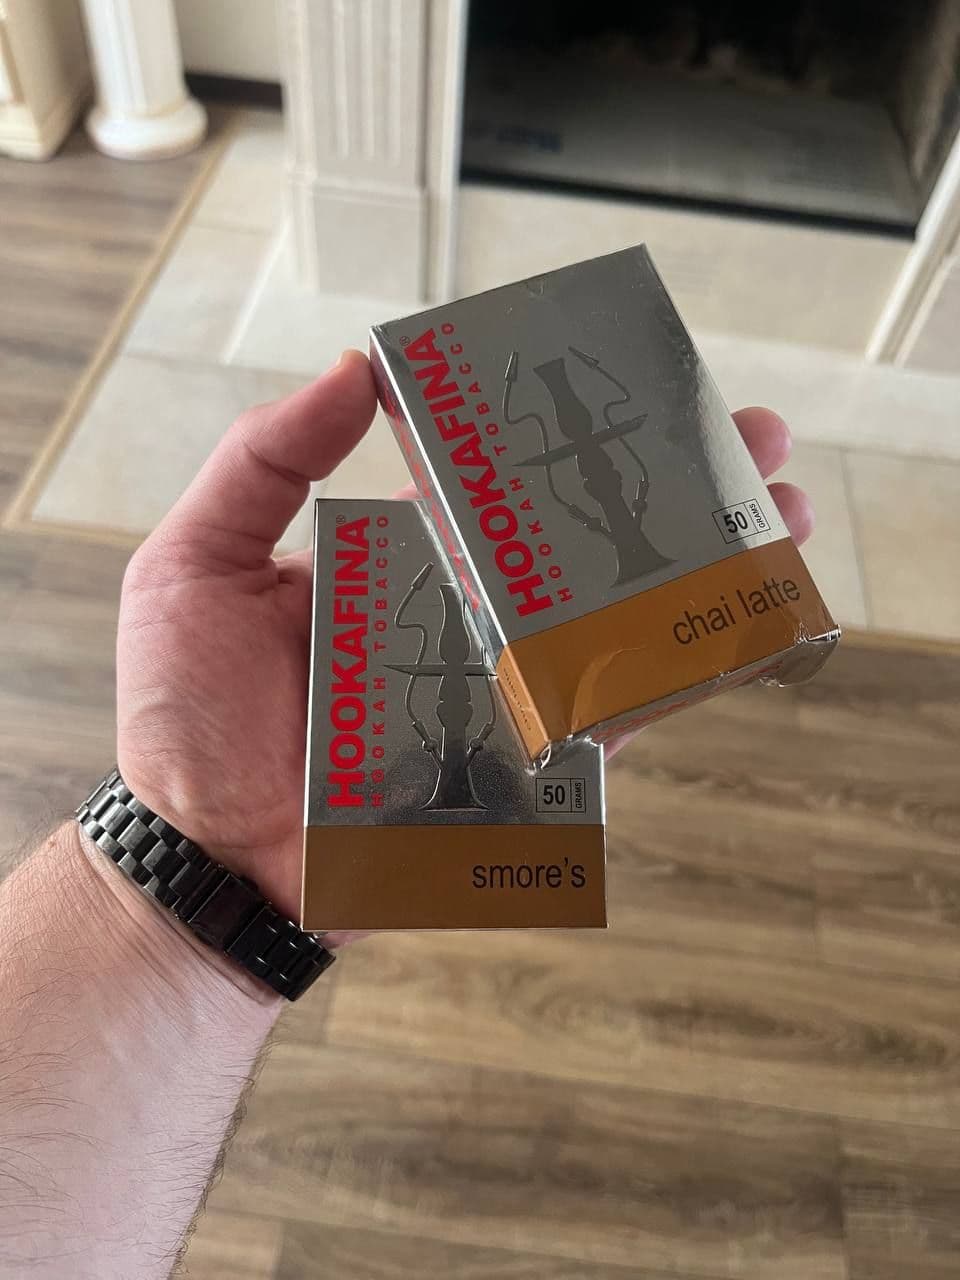 HOOKAFINA®
HOOKAH TOBACCO
50 GRAMS
chai latte
HOOKAFINA®
HOOKAH TOBACCO
50 GRAMS
smore's